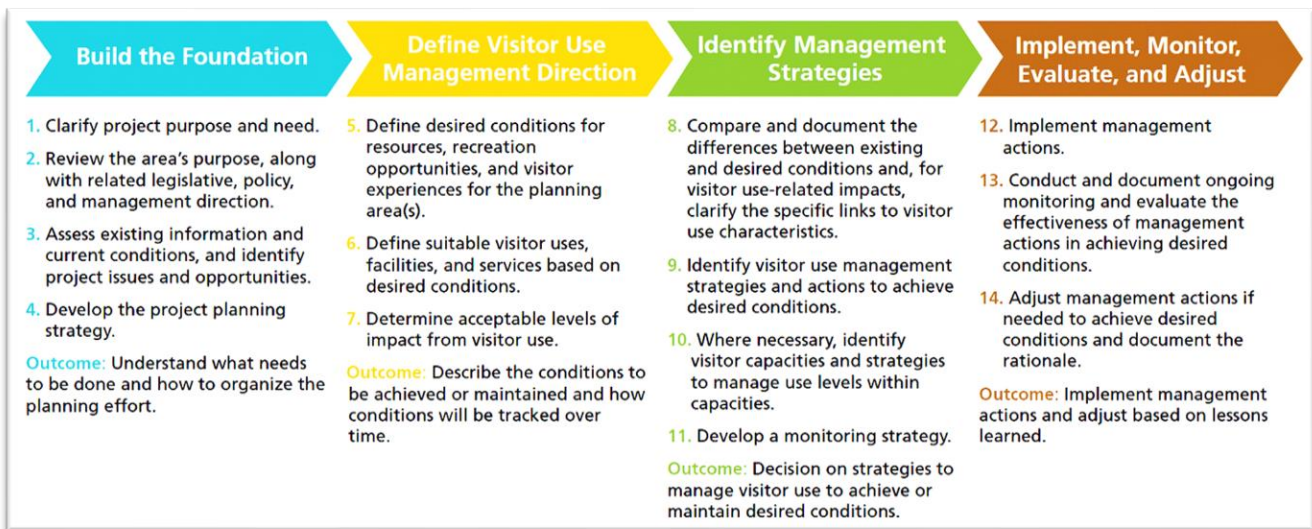 Build the Foundation
1. Clarify project purpose and need.
2. Review the area's purpose, along
with related legislative, policy,
and management direction.
3. Assess existing information and
current conditions, and identify
project issues and opportunities.
4. Develop the project planning
strategy.
Outcome: Understand what needs
to be done and how to organize the
planning effort.
Define Visitor Use
Management Direction
5. Define desired conditions for
resources, recreation
opportunities, and visitor
experiences for the planning
area(s).
6. Define suitable visitor uses,
facilities, and services based on
desired conditions.
7. Determine acceptable levels of
impact from visitor use.
Outcome: Describe the conditions to
be achieved or maintained and how
conditions will be tracked over
time.
Identify Management
Strategies
8. Compare and document the
differences between existing
and desired conditions and, for
visitor use-related impacts,
clarify the specific links to visitor
use characteristics.
9. Identify visitor use management
strategies and actions to achieve
desired conditions.
10. Where necessary, identify
visitor capacities and strategies
to manage use levels within
capacities.
11. Develop a monitoring strategy.
Outcome: Decision on strategies to
manage visitor use to achieve or
maintain desired conditions.
Implement, Monitor,
Evaluate, and Adjust
12. Implement management
actions.
13. Conduct and document ongoing
monitoring and evaluate the
effectiveness of management
actions in achieving desired
conditions.
14. Adjust management actions if
needed to achieve desired
conditions and document the
rationale.
Outcome: Implement management
actions and adjust based on lessons
learned.